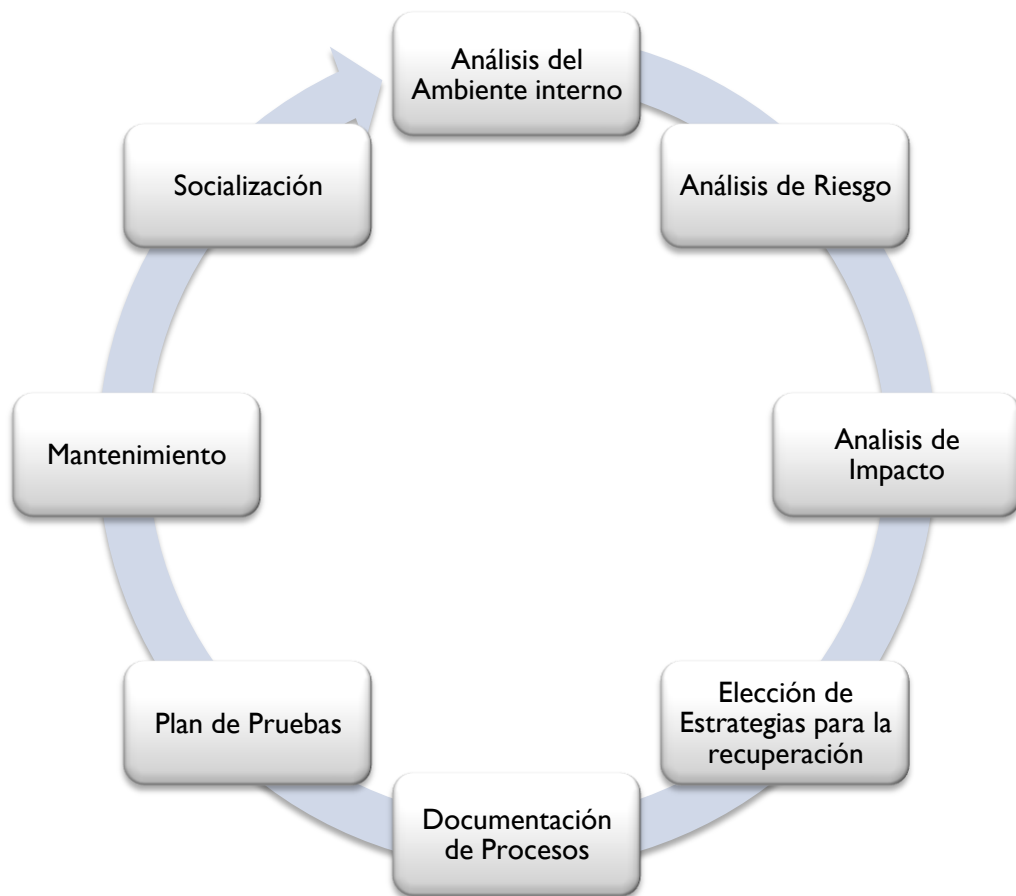 Análisis del
Ambiente interno
Análisis de Riesgo
Analisis de
Impacto
Elección de
Estrategias para la
recuperación
Documentación
de Procesos
Plan de Pruebas
Mantenimiento
Socialización